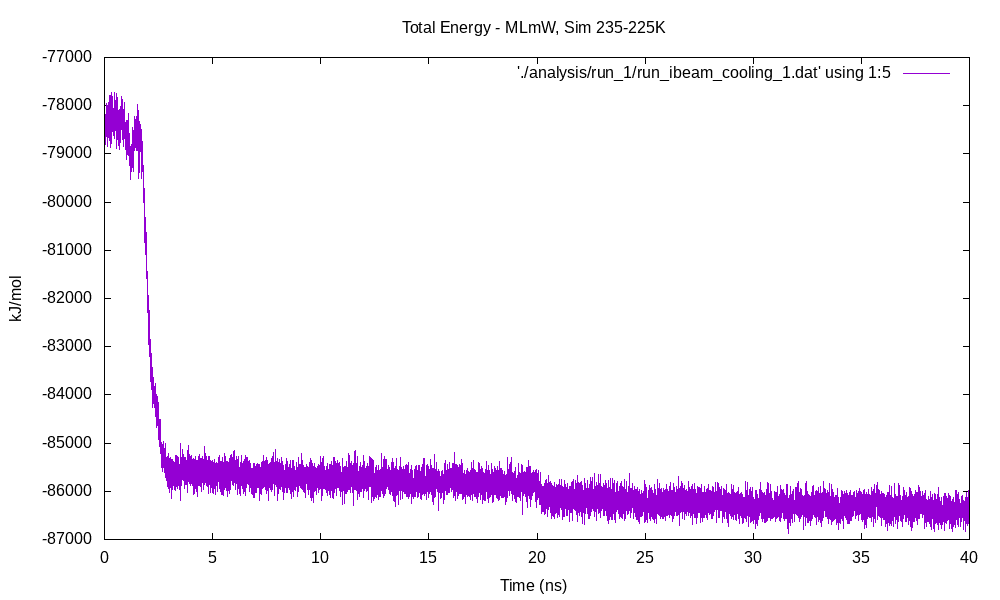 Total Energy - MLmW, Sim 235-225K
'./analysis/run_1/run_ibeam_cooling_1.dat' using 1:5
-77000
-78000
-79000
-80000
-81000
-82000
-83000
-84000
-85000
-86000
-87000
kJ/mol
0 5 10 15 20 25 30 35 40
Time (ns)